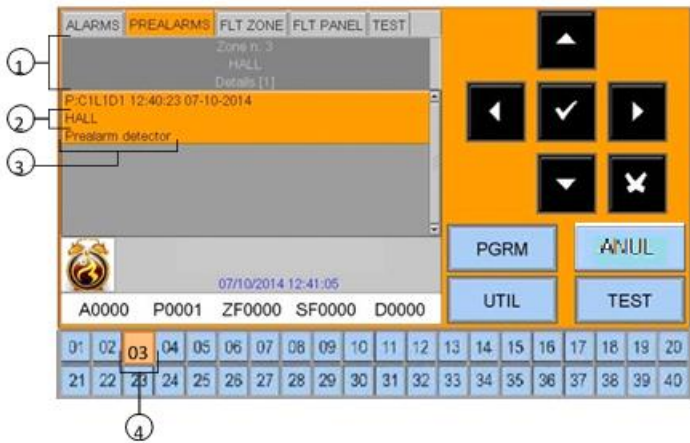 ALARMS PREALARMS FLT ZONE FLT PANEL TEST
Zone n. 3
HALL
Details [1]
P:C1L1D1 12:40:23 07-10-2014
HALL
Prealarm detector
07/10/2014 12:41:05
A0000 P0001 ZF0000 SF0000 D0000
PGRM ANUL
UTIL TEST
01 02 03 04 05 06 07 08 09 10 11 12 13 14 15 16 17 18 19 20
21 22 23 24 25 26 27 28 29 30 31 32 33 34 35 36 37 38 39 40
1
2
3
4